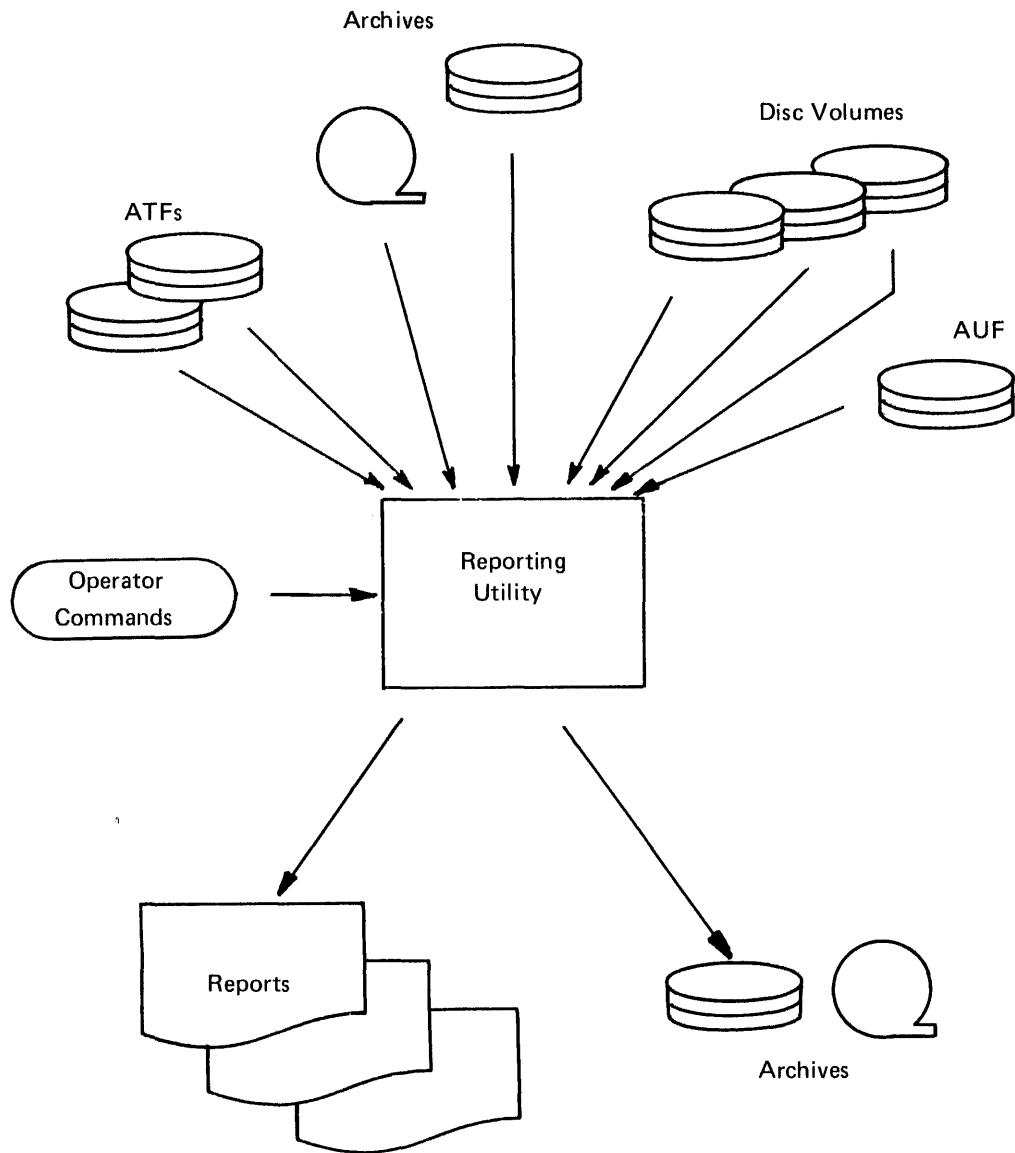 Archives
Disc Volumes
ATFs
AUF
Reporting
Utility
Operator
Commands
Reports
Archives